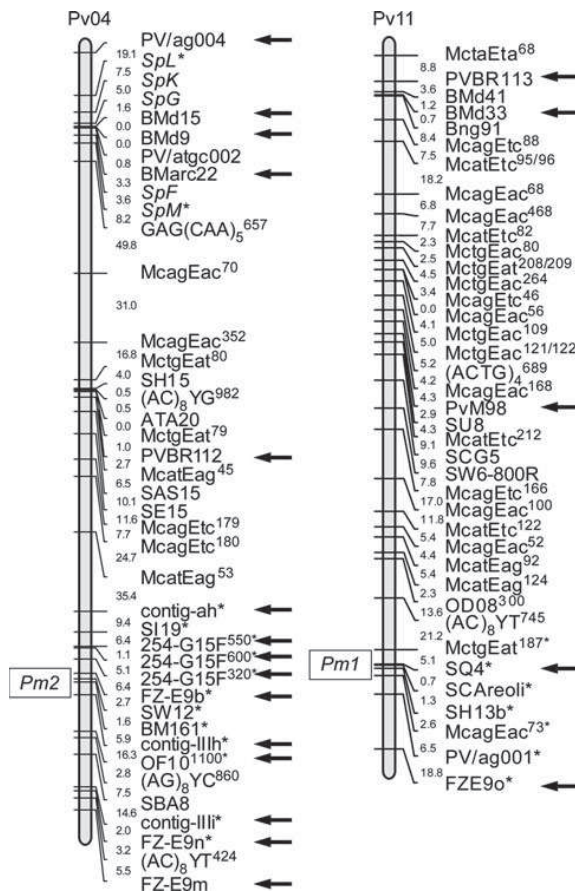 Pv04
PV/ag004
19.1
SpL*
7.5
SpK
5.0
SpG
1.6
BMd15
0.0
BMd9
0.0
PV/atgc002
0.8
BMarc22
3.3
SpF
3.6
SpM*
8.2
GAG(CAA)5657
49.8
McagEac70
31.0
McagEac352
16.8
MctgEat80
4.0
SH15
0.5
(AC)8YG982
0.5
ATA20
0.0
MctgEat79
1.0
PVBR112
2.7
McatEag45
6.5
SAS15
10.1
SE15
11.6
McagEtc179
7.7
McagEtc180
24.7
McatEag53
35.4
contig-ah*
9.4
SI19*
6.4
254-G15F550*
1.1
254-G15F600*
5.1
254-G15F320*
6.4
Pm2
FZ-E9b*
2.7
SW12*
1.6
BM161*
5.9
contig-IIIh*
16.3
OF101100*
2.8
(AG)8YC860
7.5
SBA8
14.6
contig-IIIi*
2.0
FZ-E9n*
3.2
(AC)8YT424
5.5
FZ-E9m
Pv11
MctaEta68
8.8
PVBR113
3.6
BMd41
1.2
BMd33
0.7
Bng91
8.4
McagEtc88
7.5
McatEtc95/96
18.2
McagEac68
6.8
McagEac468
7.7
McatEtc82
2.3
MctgEac80
2.5
MctgEat208/209
4.5
MctgEac264
3.4
McagEtc46
0.0
McagEac56
4.1
MctgEac109
5.0
MctgEac121/122
5.2
(ACTG)4689
4.2
McagEac168
4.3
PvM98
2.9
SU8
4.3
McatEtc212
9.1
SCG5
9.6
SW6-800R
7.8
McagEtc166
17.0
McagEac100
11.8
McatEtc122
5.4
McagEac52
4.4
McatEag92
5.4
McatEag124
2.3
OD08300
13.6
(AC)8YT745
21.2
MctgEat187*
5.1
Pm1
SQ4*
0.7
SCAreoli*
1.3
SH13b*
2.6
McagEac73*
6.5
PV/ag001*
18.8
FZE9o*